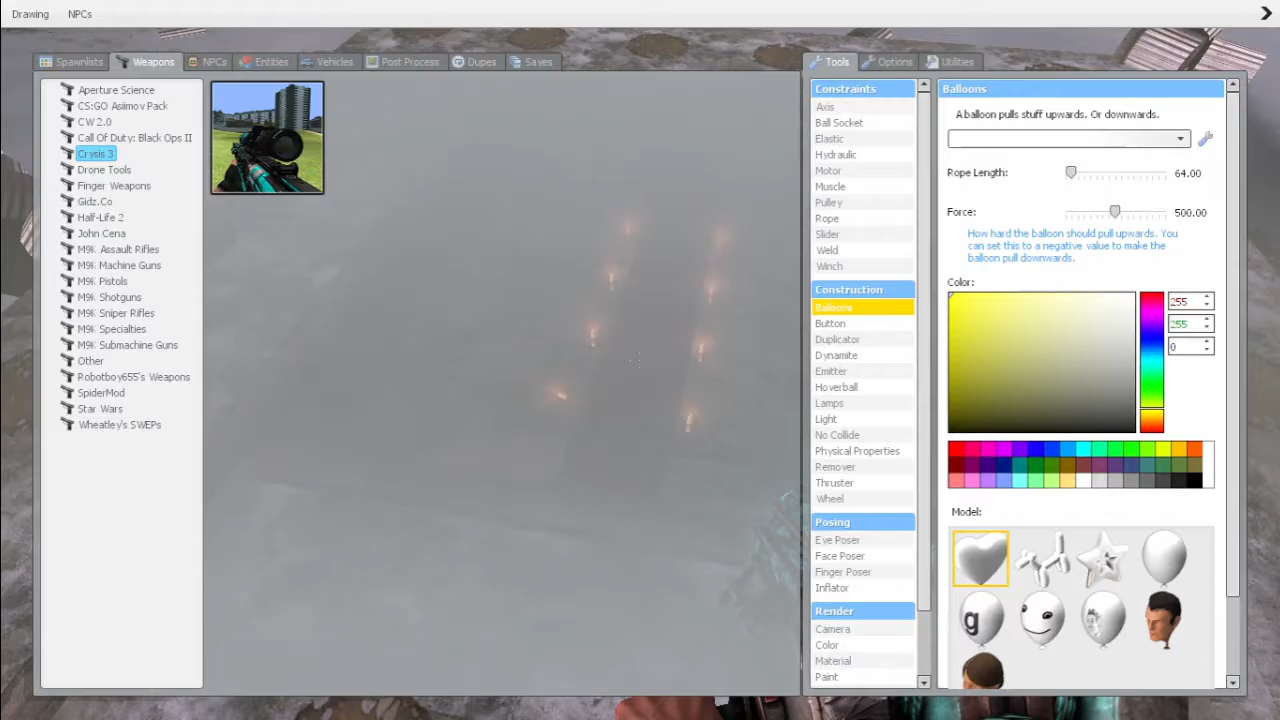 Drawing NPCs
Spawnlists Weapons NPCs Entities Vehicles Post Process Dupes Saves
Aperture Science
CS:GO Asiimov Pack
CW 2.0
Call Of Duty: Black Ops II
Crysis 3
Drone Tools
Finger Weapons
Gidz.Co
Half-Life 2
John Cena
M9K Assault Rifles
M9K Machine Guns
M9K Pistols
M9K Shotguns
M9K Sniper Rifles
M9K Specialties
M9K Submachine Guns
Other
Robotboy655's Weapons
SpiderMod
Star Wars
Wheatley's SWEPs
Tools Options Utilities
Constraints
Axis
Ball Socket
Elastic
Hydraulic
Motor
Muscle
Pulley
Rope
Slider
Weld
Winch
Construction
Balloons
Button
Duplicator
Dynamite
Emitter
Hoverball
Lamps
Light
No Collide
Physical Properties
Remover
Thruster
Wheel
Posing
Eye Poser
Face Poser
Finger Poser
Inflator
Render
Camera
Color
Material
Paint
Balloons
A balloon pulls stuff upwards. Or downwards.
Rope Length: 64.00
Force: 500.00
How hard the balloon should pull upwards. You
can set this to a negative value to make the
balloon pull downwards.
Color:
255
255
0
Model:
g